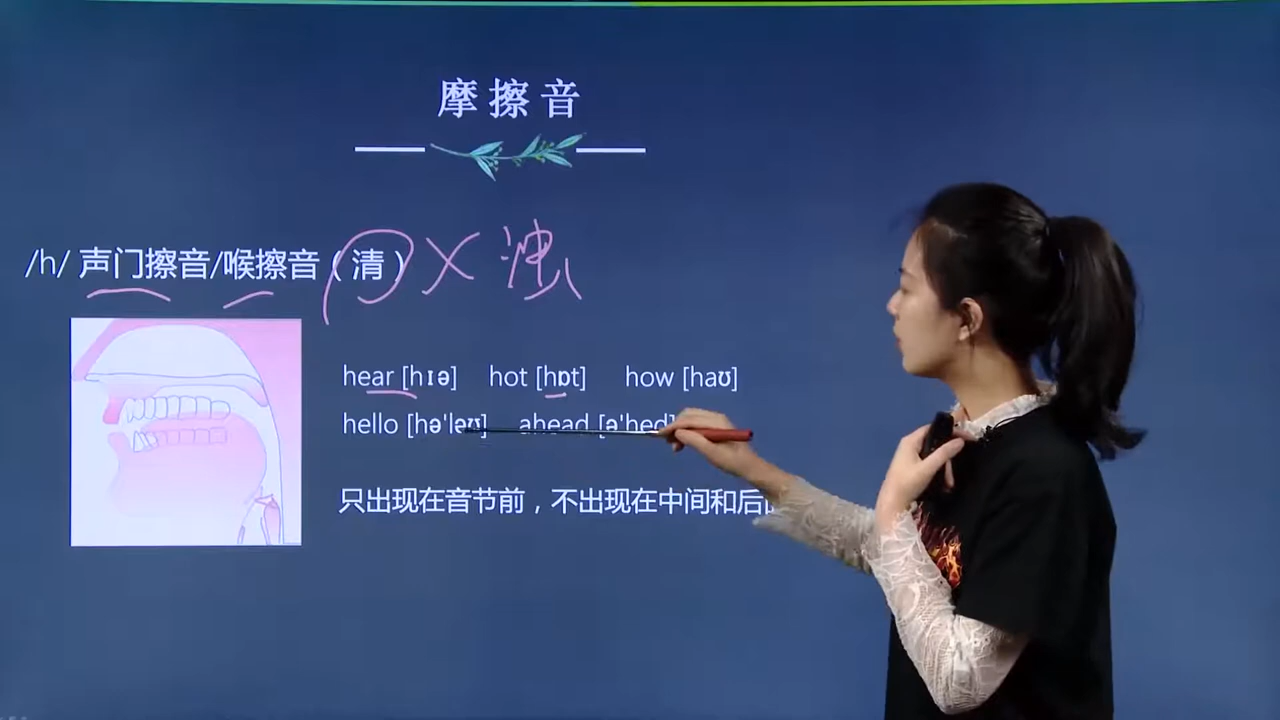 摩擦音
/h/ 声门擦音/喉擦音（清） × 浊
hear [hɪə] hot [hɒt] how [haʊ]
hello [hə'ləʊ] ahead [ə'hed]
只出现在音节前，不出现在中间和后